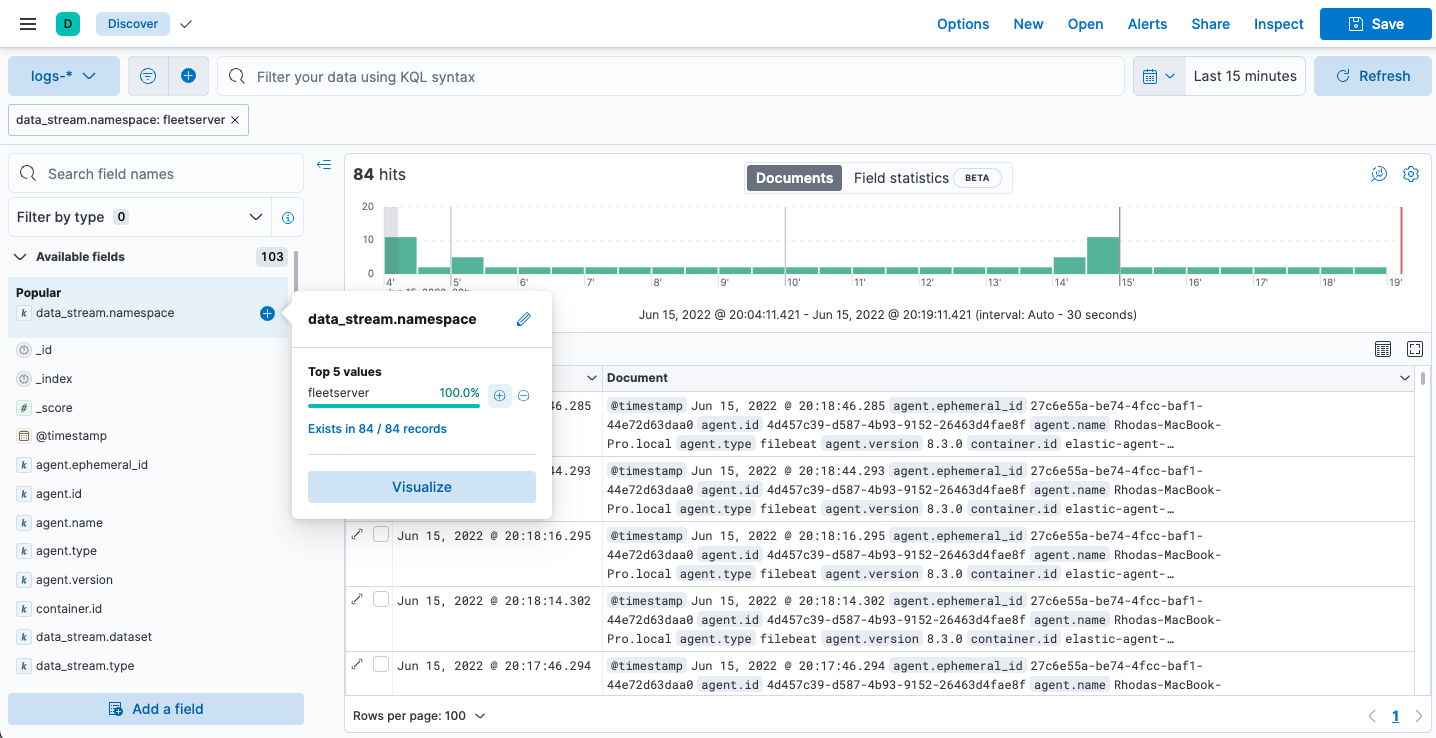 D
Discover
Options
New
Open
Alerts
Share
Inspect
Save
logs-*
Filter your data using KQL syntax
Last 15 minutes
Refresh
data_stream.namespace: fleetserver
Search field names
Filter by type 0
Available fields 103
Popular
data_stream.namespace
_id
_index
_score
@timestamp
agent.ephemeral_id
agent.id
agent.name
agent.type
agent.version
container.id
data_stream.dataset
data_stream.type
Add a field
data_stream.namespace
Top 5 values
fleetserver 100.0%
Exists in 84 / 84 records
Visualize
84 hits
Documents
Field statistics BETA
20
10
0
4' 5' 6' 7' 8' 9' 10' 11' 12' 13' 14' 15' 16' 17' 18' 19'
Jun 15, 2022 @ 20:04:11.421 - Jun 15, 2022 @ 20:19:11.421 (interval: Auto - 30 seconds)
Document
46.285
@timestamp Jun 15, 2022 @ 20:18:46.285 agent.ephemeral_id 27c6e55a-be74-4fcc-baf1-
44e72d63daa0 agent.id 4d457c39-d587-4b93-9152-26463d4fae8f agent.name Rhodas-MacBook-
Pro.local agent.type filebeat agent.version 8.3.0 container.id elastic-agent-…
44.293
@timestamp Jun 15, 2022 @ 20:18:44.293 agent.ephemeral_id 27c6e55a-be74-4fcc-baf1-
44e72d63daa0 agent.id 4d457c39-d587-4b93-9152-26463d4fae8f agent.name Rhodas-MacBook-
Pro.local agent.type filebeat agent.version 8.3.0 container.id elastic-agent-…
Jun 15, 2022 @ 20:18:16.295
@timestamp Jun 15, 2022 @ 20:18:16.295 agent.ephemeral_id 27c6e55a-be74-4fcc-baf1-
44e72d63daa0 agent.id 4d457c39-d587-4b93-9152-26463d4fae8f agent.name Rhodas-MacBook-
Pro.local agent.type filebeat agent.version 8.3.0 container.id elastic-agent-…
Jun 15, 2022 @ 20:18:14.302
@timestamp Jun 15, 2022 @ 20:18:14.302 agent.ephemeral_id 27c6e55a-be74-4fcc-baf1-
44e72d63daa0 agent.id 4d457c39-d587-4b93-9152-26463d4fae8f agent.name Rhodas-MacBook-
Pro.local agent.type filebeat agent.version 8.3.0 container.id elastic-agent-…
Jun 15, 2022 @ 20:17:46.294
@timestamp Jun 15, 2022 @ 20:17:46.294 agent.ephemeral_id 27c6e55a-be74-4fcc-baf1-
44e72d63daa0 agent.id 4d457c39-d587-4b93-9152-26463d4fae8f agent.name Rhodas-MacBook-
Rows per page: 100
1